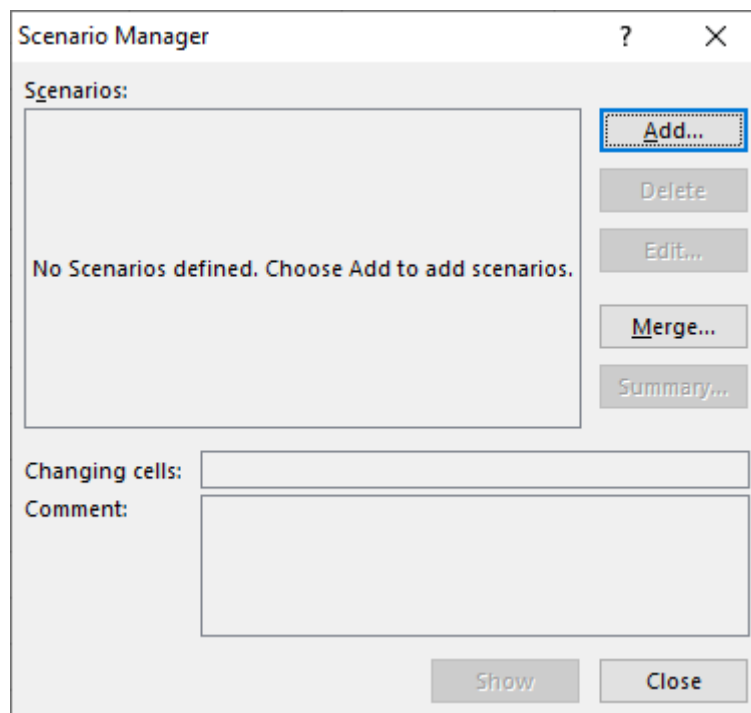 Scenario Manager ? ×
Scenarios:
Add...
Delete
Edit...
No Scenarios defined. Choose Add to add scenarios.
Merge...
Summary...
Changing cells:
Comment:
Show Close